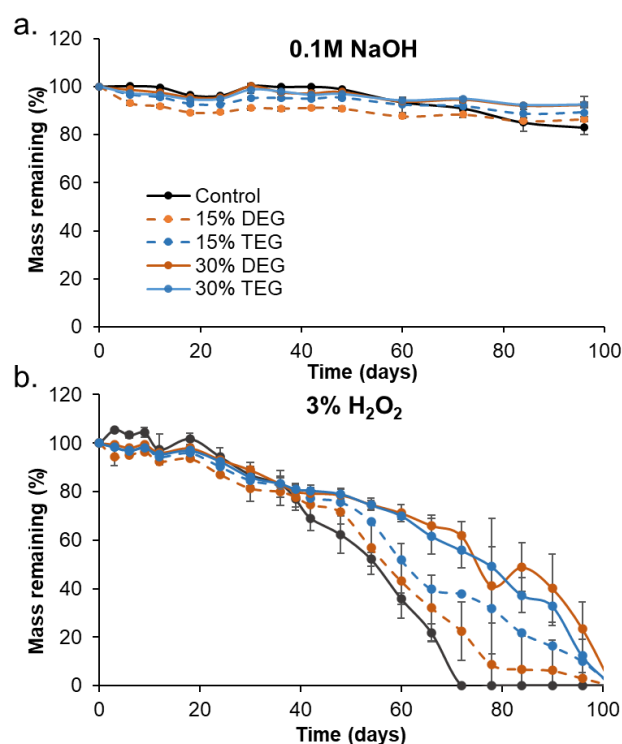 a.
0.1M NaOH
Mass remaining (%)
120
100
80
60
40
20
0
Control
15% DEG
15% TEG
30% DEG
30% TEG
0 20 40 60 80 100
Time (days)
b.
3% H₂O₂
Mass remaining (%)
120
100
80
60
40
20
0
0 20 40 60 80 100
Time (days)